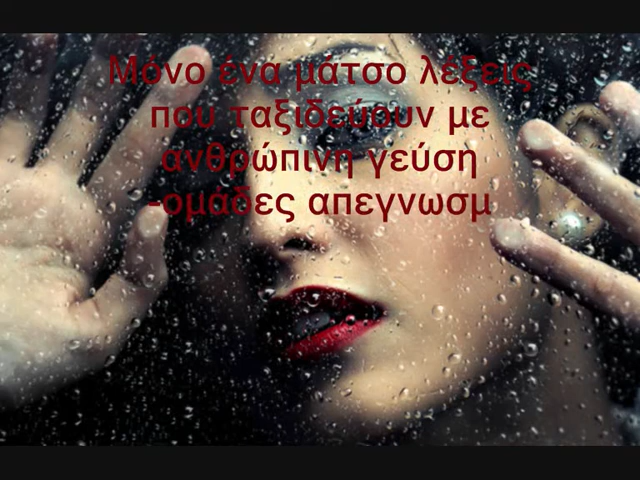 Μόνο ένα μάτσο λέξεις
που ταξιδεύουν με
ανθρώπινη γεύση
-ομάδες απεγνωσμ